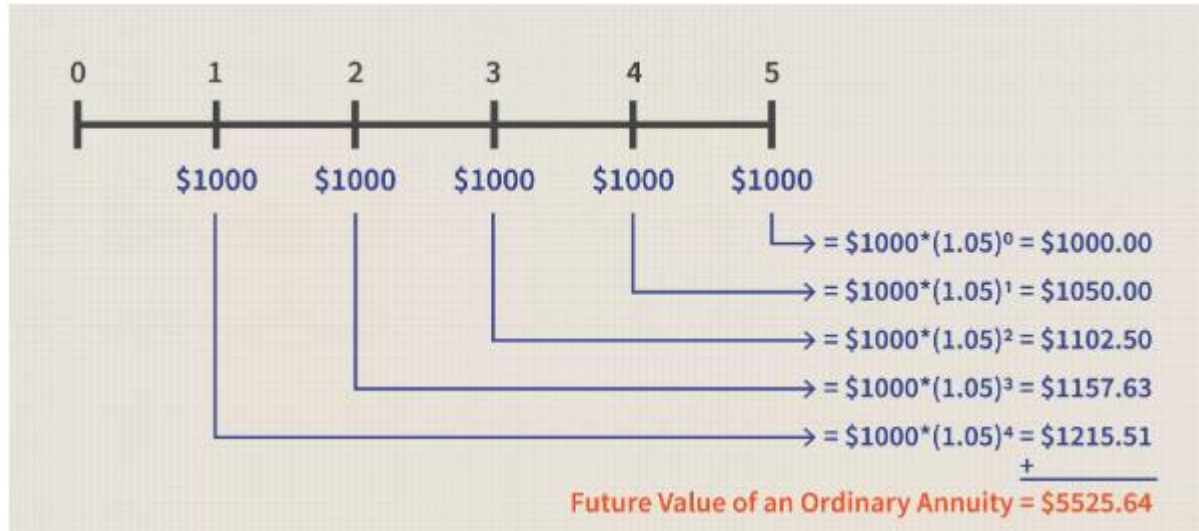 0 1 2 3 4 5
$1000 $1000 $1000 $1000 $1000
= $1000*(1.05)⁰ = $1000.00
= $1000*(1.05)¹ = $1050.00
= $1000*(1.05)² = $1102.50
= $1000*(1.05)³ = $1157.63
= $1000*(1.05)⁴ = $1215.51
+
Future Value of an Ordinary Annuity = $5525.64